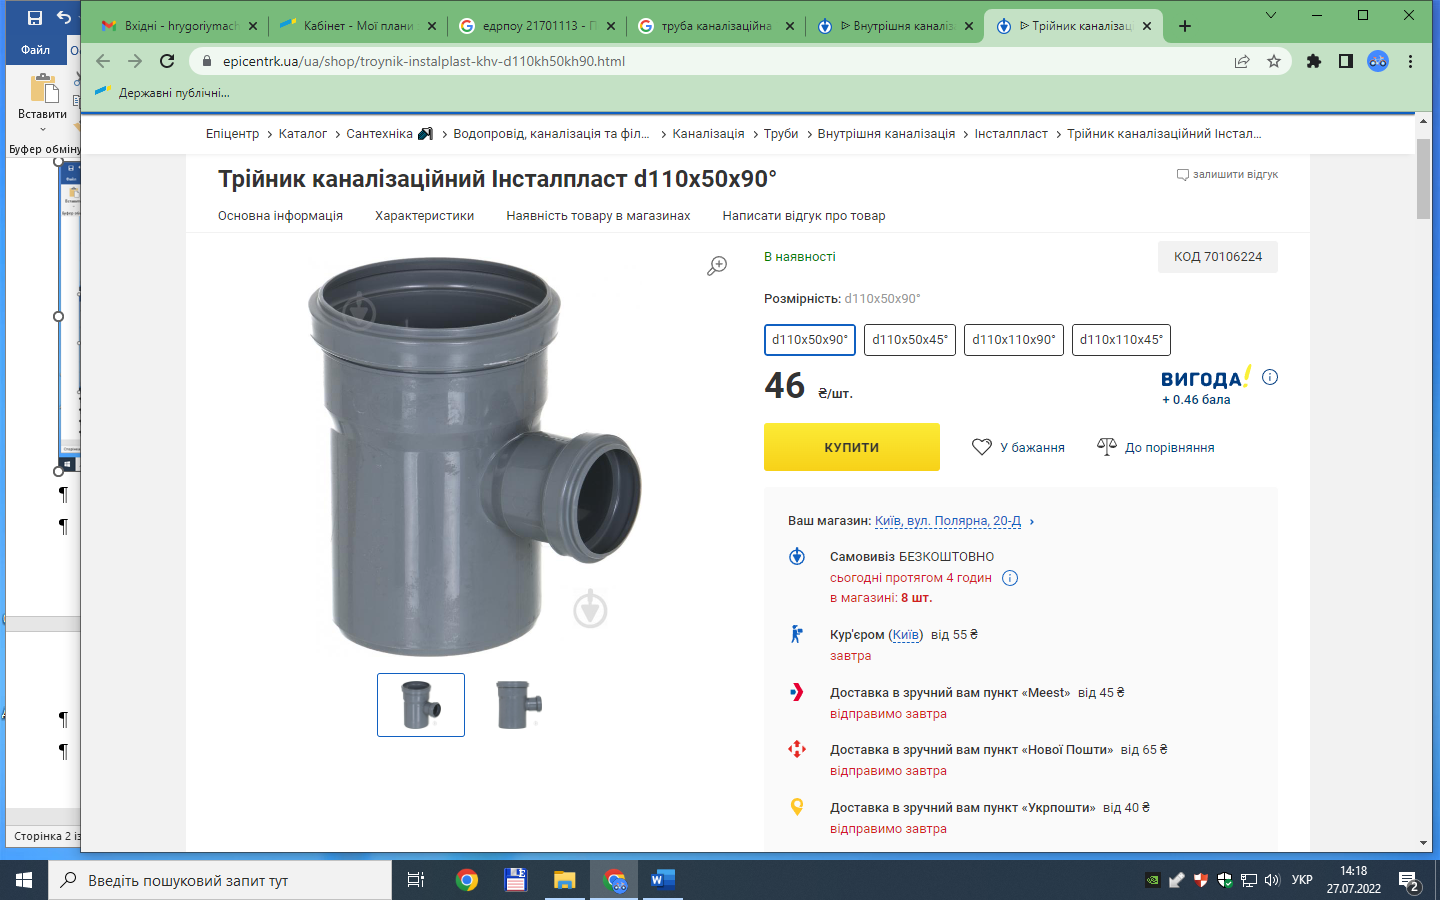 Вхідні - hrygoriymach
Кабінет - Мої плани
едрпоу 21701113 - П
труба каналізаційна
ᐉ Внутрішня каналіза
ᐉ Трійник каналізаці
Файл
epicentrk.ua/ua/shop/troynik-instalplast-khv-d110kh50kh90.html
Державні публічні...
Вставити
Буфер обміну
Епіцентр
Каталог
Сантехніка
Водопровід, каналізація та філ...
Каналізація
Труби
Внутрішня каналізація
Інсталпласт
Трійник каналізаційний Інстал...
Трійник каналізаційний Інсталпласт d110x50x90°
залишити відгук
Основна інформація
Характеристики
Наявність товару в магазинах
Написати відгук про товар
В наявності
КОД 70106224
Розмірність: d110x50x90°
d110x50x90°
d110x50x45°
d110x110x90°
d110x110x45°
46 ₴/шт.
ВИГОДА!
+ 0.46 бала
КУПИТИ
У бажання
До порівняння
Ваш магазин: Київ, вул. Полярна, 20-Д
Самовивіз БЕЗКОШТОВНО
сьогодні протягом 4 годин
в магазині: 8 шт.
Кур'єром (Київ) від 55 ₴
завтра
Доставка в зручний вам пункт «Meest» від 45 ₴
відправимо завтра
Доставка в зручний вам пункт «Нової Пошти» від 65 ₴
відправимо завтра
Доставка в зручний вам пункт «Укрпошти» від 40 ₴
відправимо завтра
Сторінка 2 із
Введіть пошуковий запит тут
УКР
14:18
27.07.2022
2